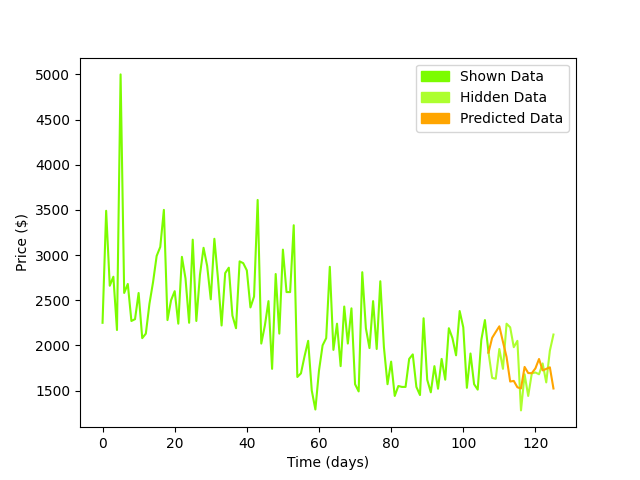 Shown Data
Hidden Data
Predicted Data
5000
4500
4000
3500
3000
2500
2000
1500
Price ($)
0 20 40 60 80 100 120
Time (days)